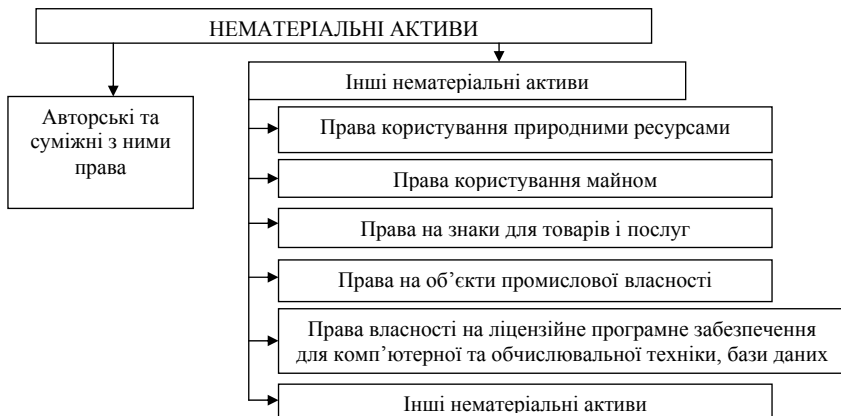 НЕМАТЕРІАЛЬНІ АКТИВИ
Авторські та
суміжні з ними
права
Інші нематеріальні активи
Права користування природними ресурсами
Права користування майном
Права на знаки для товарів і послуг
Права на об’єкти промислової власності
Права власності на ліцензійне програмне забезпечення
для комп’ютерної та обчислювальної техніки, бази даних
Інші нематеріальні активи